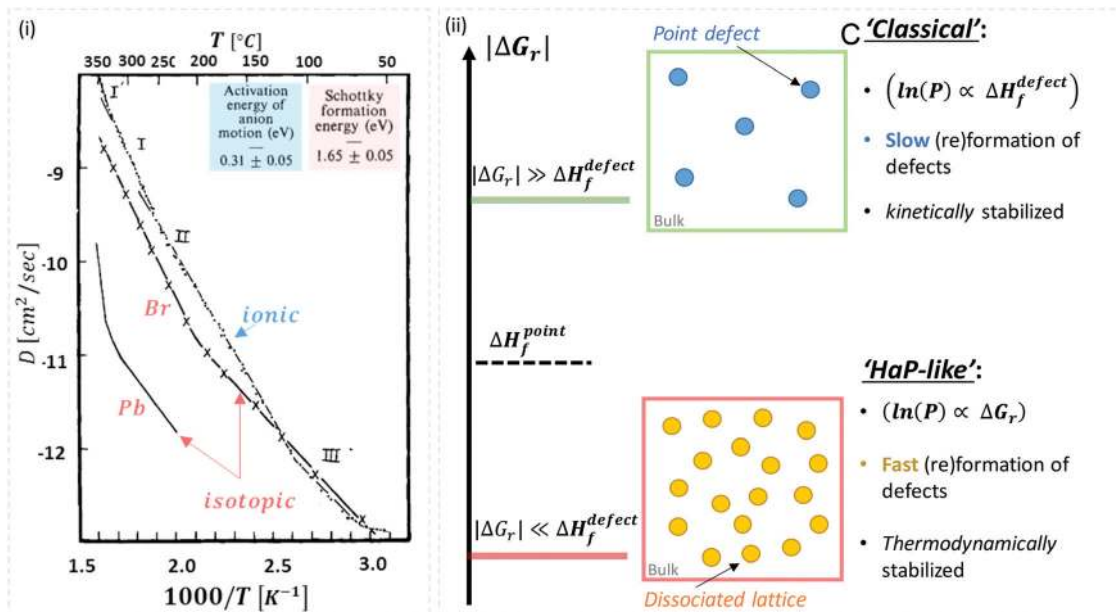 (i)
T [°C]
350 300 250 200 150 100 50
I'
I
II
III
Activation
energy of
anion
motion (eV)
—
0.31 ± 0.05
Schottky
formation
energy (eV)
—
1.65 ± 0.05
-9
-10
-11
-12
D [cm²/sec]
Br
ionic
Pb
isotopic
1.5 2.0 2.5 3.0
1000/T [K⁻¹]
(ii)
|ΔG_r|
|ΔG_r| ≫ ΔH_f^defect
ΔH_f^point
|ΔG_r| ≪ ΔH_f^defect
Point defect
Bulk
Bulk
Dissociated lattice
C
'Classical':
• (ln(P) ∝ ΔH_f^defect)
• Slow (re)formation of
defects
• kinetically stabilized
'HaP-like':
• (ln(P) ∝ ΔG_r)
• Fast (re)formation of
defects
• Thermodynamically
stabilized